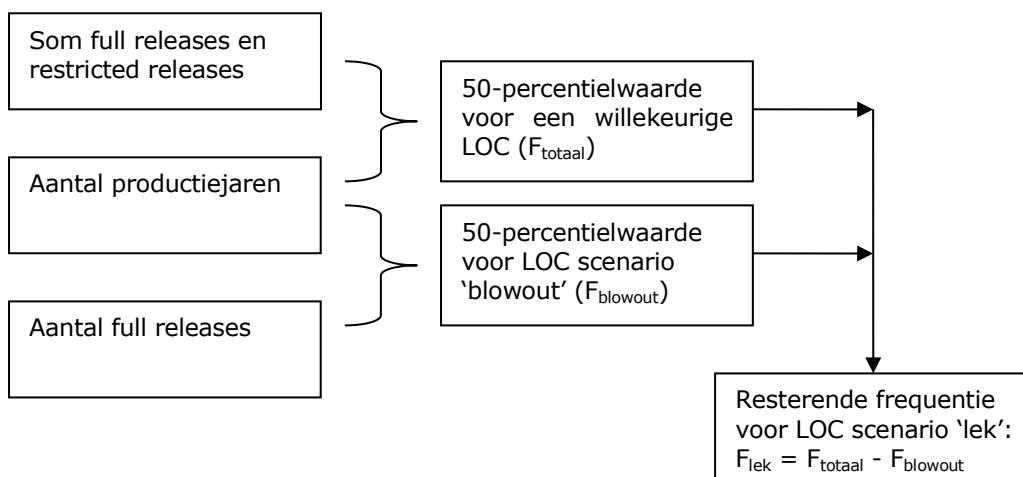 Som full releases en
restricted releases
Aantal productiejaren
Aantal full releases
50-percentielwaarde
voor een willekeurige
LOC (Ftotaal)
50-percentielwaarde
voor LOC scenario
‘blowout’ (Fblowout)
Resterende frequentie
voor LOC scenario ‘lek’:
Flek = Ftotaal - Fblowout